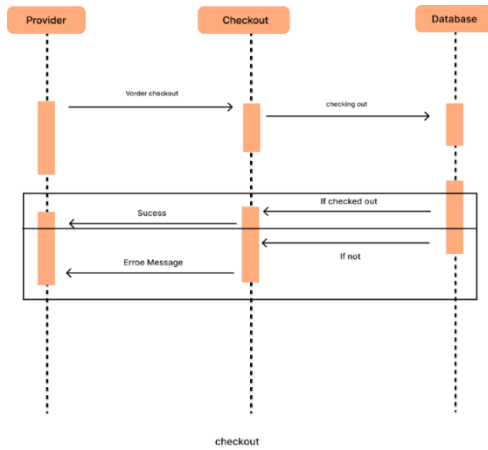 Provider
Checkout
Database
Vorder checkout
checking out
If checked out
Sucess
If not
Erroe Message
checkout